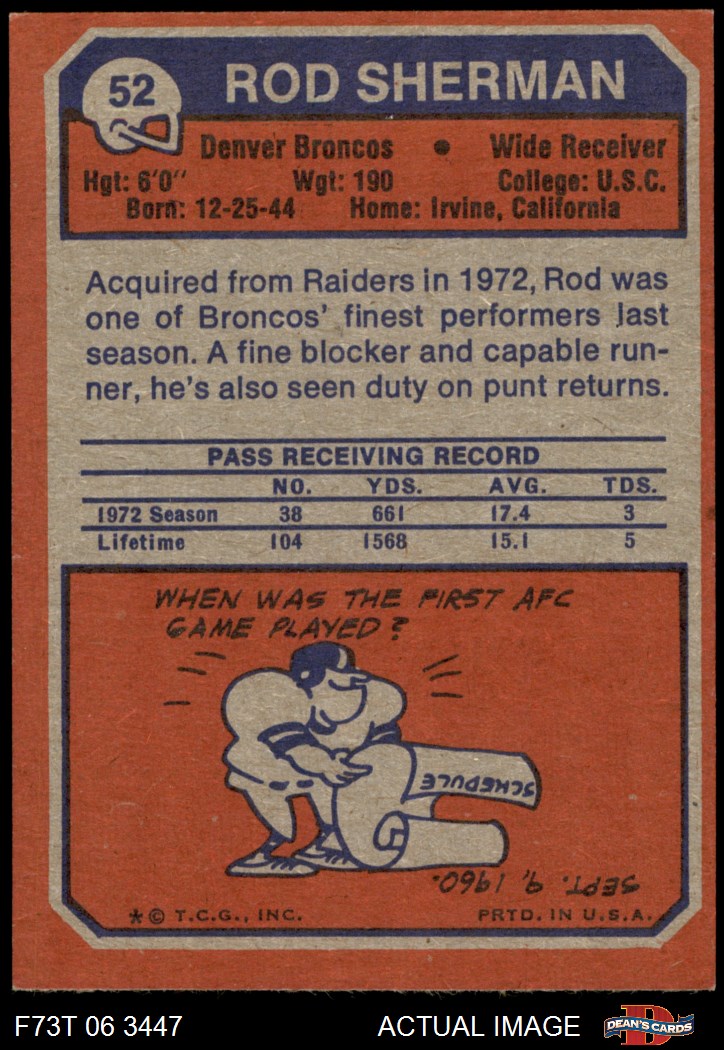 52
ROD SHERMAN
Denver Broncos • Wide Receiver
Hgt: 6'0" Wgt: 190 College: U.S.C.
Born: 12-25-44 Home: Irvine, California
Acquired from Raiders in 1972, Rod was
one of Broncos' finest performers last
season. A fine blocker and capable run-
ner, he's also seen duty on punt returns.
PASS RECEIVING RECORD
NO. YDS. AVG. TDS.
1972 Season 38 661 17.4 3
Lifetime 104 1568 15.1 5
WHEN WAS THE FIRST AFC
GAME PLAYED?
SCHEDULE
SEPT. 9, 1960.
* © T.C.G., INC. PRTD. IN U.S.A.
F73T 06 3447 ACTUAL IMAGE
D
DEAN'S CARDS